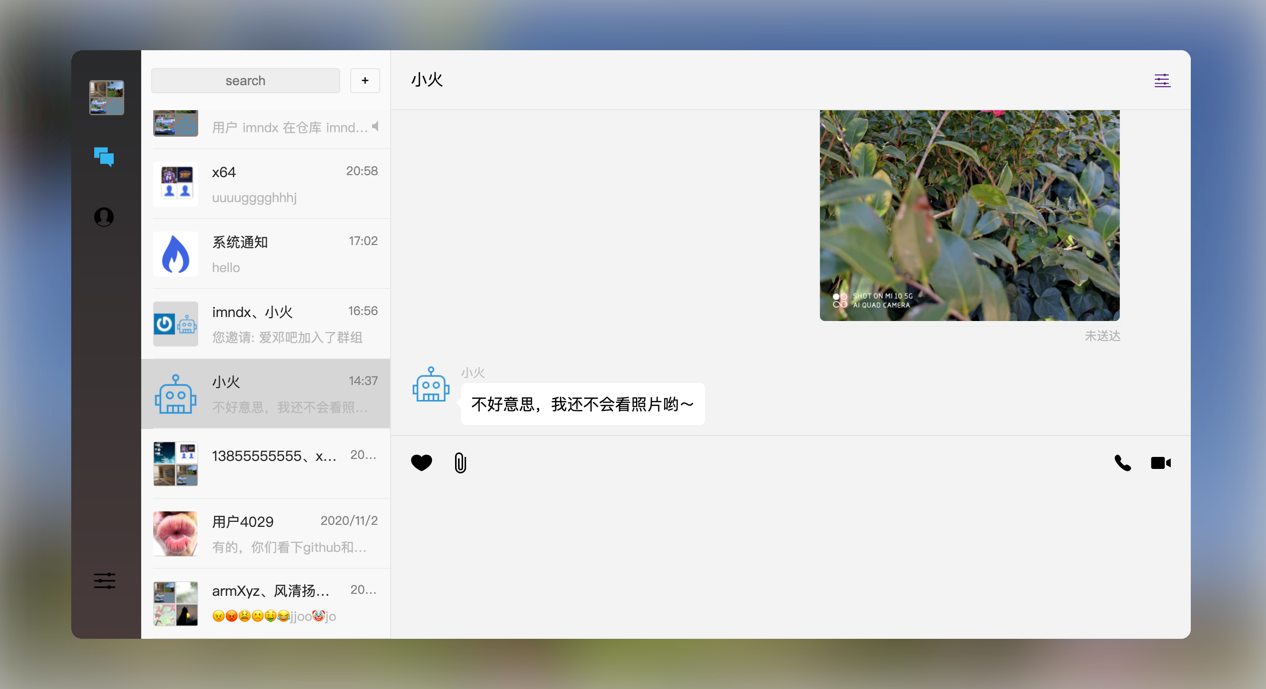 search
+
用户 imndx 在仓库 imnd...
x64
20:58
uuuugggghhhj
系统通知
17:02
hello
imndx、小火
16:56
您邀请: 爱邓吧加入了群组
小火
14:37
不好意思，我还不会看照...
13855555555、x...
20...
用户4029
2020/11/2
有的，你们看下github和...
armXyz、风清扬...
20...
😠😡😫🙁🤑😂jjoo🤡jo
小火
SHOT ON MI 10 5G
AI QUAD CAMERA
未送达
小火
不好意思，我还不会看照片哟～